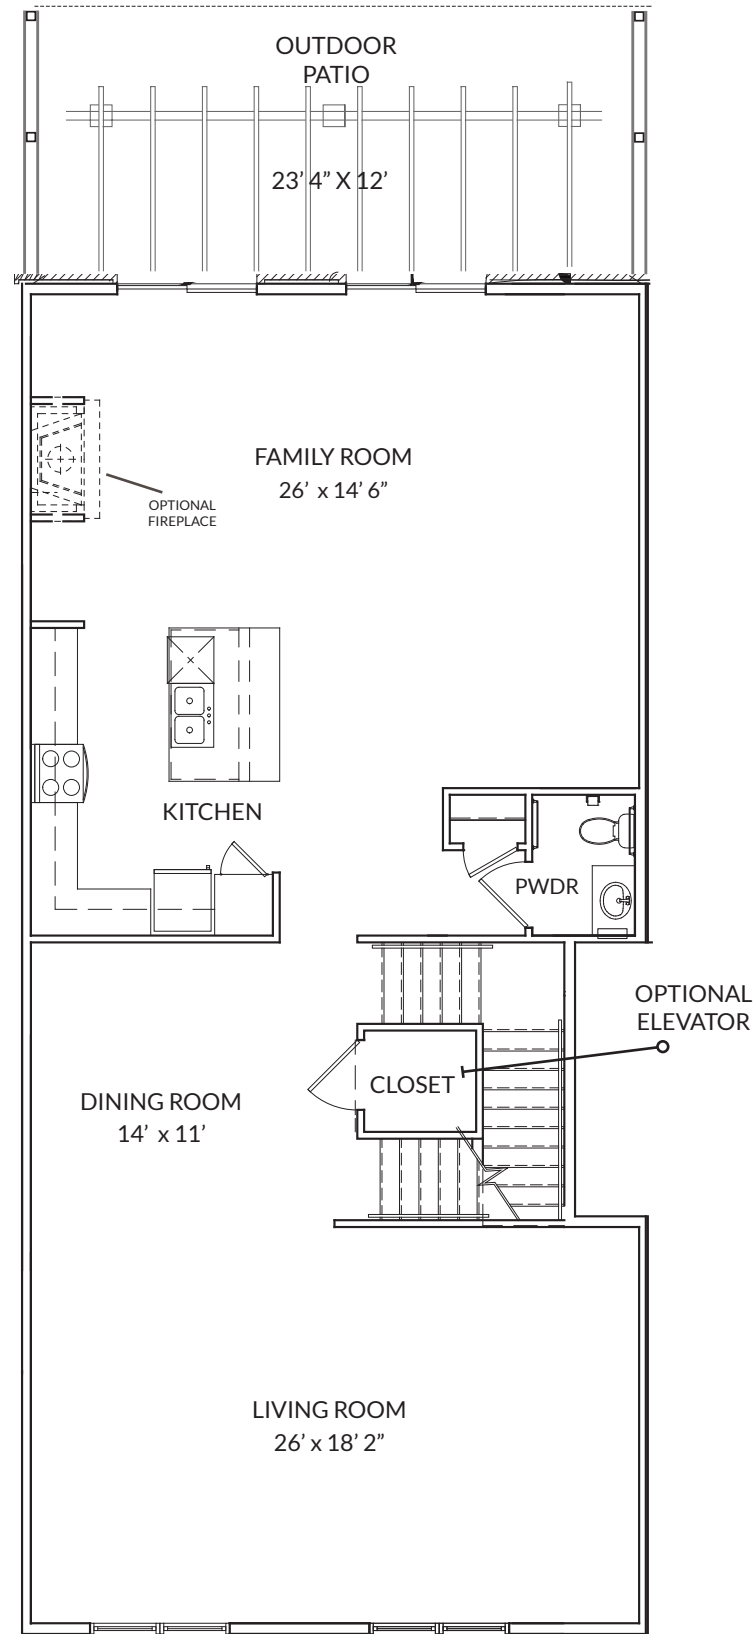 OUTDOOR
PATIO
23’ 4” X 12’
FAMILY ROOM
26’ x 14’ 6”
OPTIONAL
FIREPLACE
KITCHEN
PWDR
OPTIONAL
ELEVATOR
CLOSET
DINING ROOM
14’ x 11’
LIVING ROOM
26’ x 18’ 2”